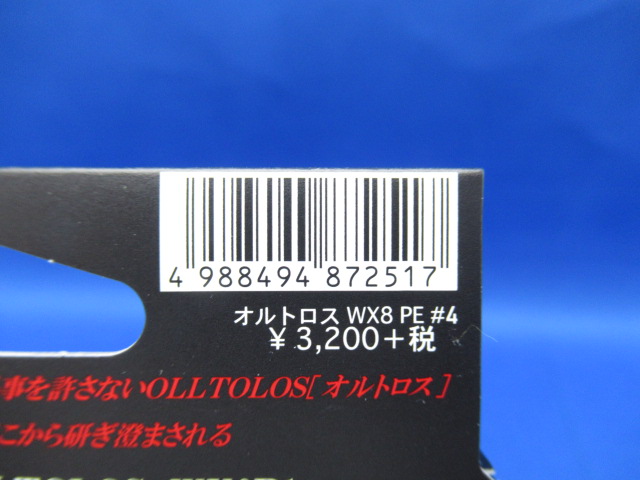 4 988494 872517
オルトロス WX8 PE #4
¥ 3,200+税
事を許さないOLLTOLOS[オルトロス]
こから研ぎ澄まされる